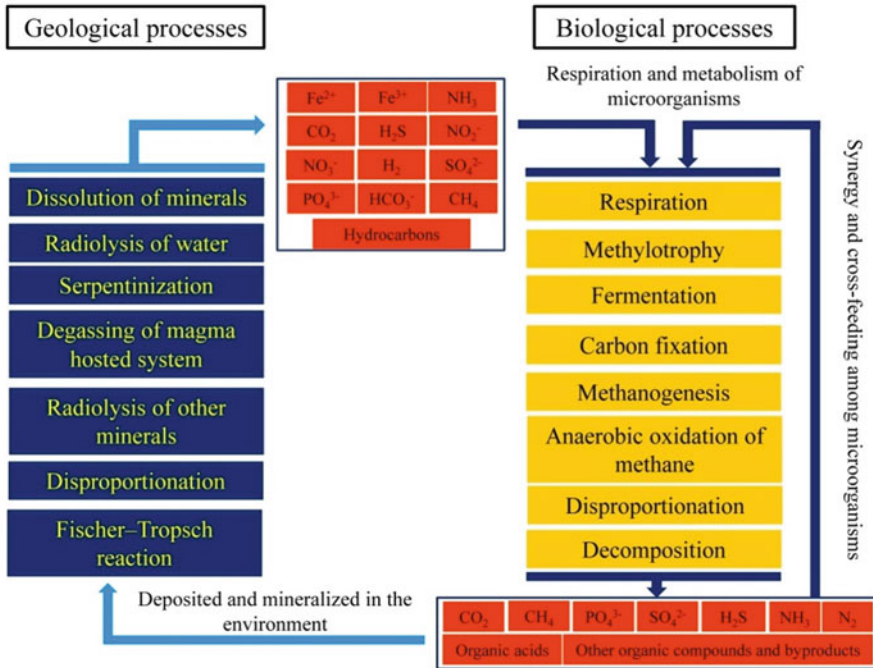 Geological processes
Biological processes
Respiration and metabolism of
microorganisms
Fe²⁺ Fe³⁺ NH₃
CO₂ H₂S NO₂⁻
NO₃⁻ H₂ SO₄²⁻
PO₄³⁻ HCO₃⁻ CH₄
Hydrocarbons
Dissolution of minerals
Radiolysis of water
Serpentinization
Degassing of magma
hosted system
Radiolysis of other
minerals
Disproportionation
Fischer–Tropsch
reaction
Respiration
Methylotrophy
Fermentation
Carbon fixation
Methanogenesis
Anaerobic oxidation of
methane
Disproportionation
Decomposition
Synergy and cross-feeding among microorganisms
Deposited and mineralized in the
environment
CO₂ CH₄ PO₄³⁻ SO₄²⁻ H₂S NH₃ N₂
Organic acids Other organic compounds and byproducts